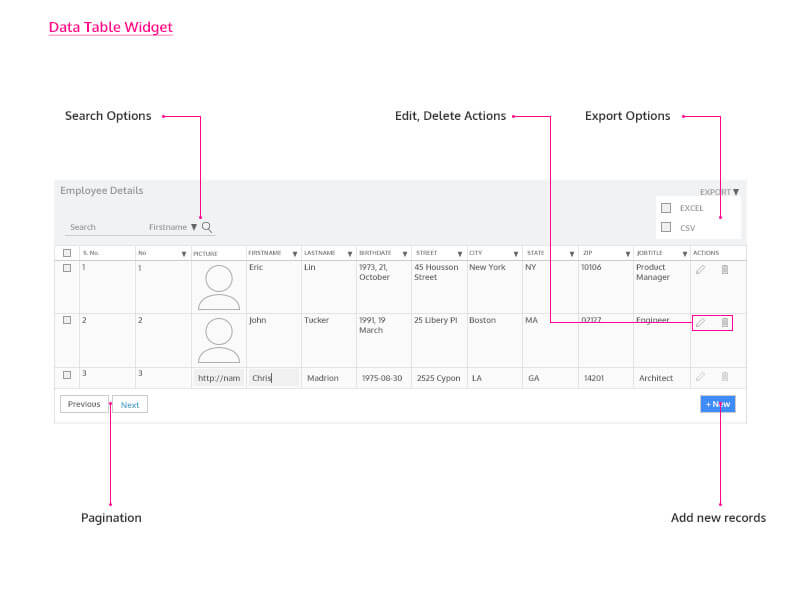 Data Table Widget
Search Options
Edit, Delete Actions
Export Options
Employee Details
EXPORT
EXCEL
CSV
Search Firstname
S. No. No PICTURE FIRSTNAME LASTNAME BIRTHDATE STREET CITY STATE ZIP JOBTITLE ACTIONS
1 1 Eric Lin 1973, 21, October 45 Housson Street New York NY 10106 Product Manager
2 2 John Tucker 1991, 19 March 25 Libery Pl Boston MA 02127 Engineer
3 3 http://nam Chris Madrion 1975-08-30 2525 Cypon LA GA 14201 Architect
Previous Next + New
Pagination
Add new records